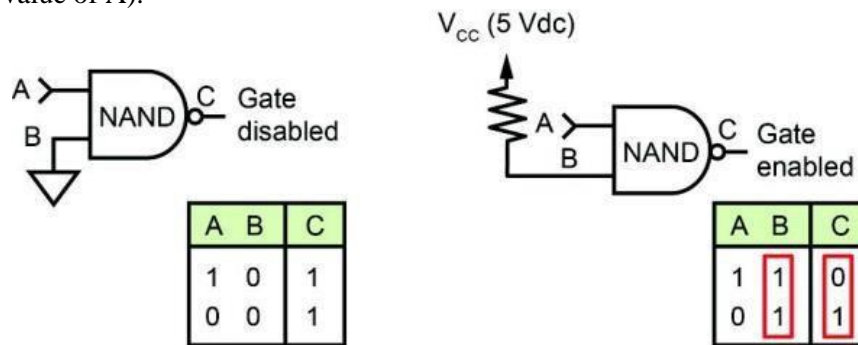 value of A).
V_CC (5 Vdc)
A NAND C Gate disabled
B
A B C
1 0 1
0 0 1
A NAND C Gate enabled
B
A B C
1 1 0
0 1 1